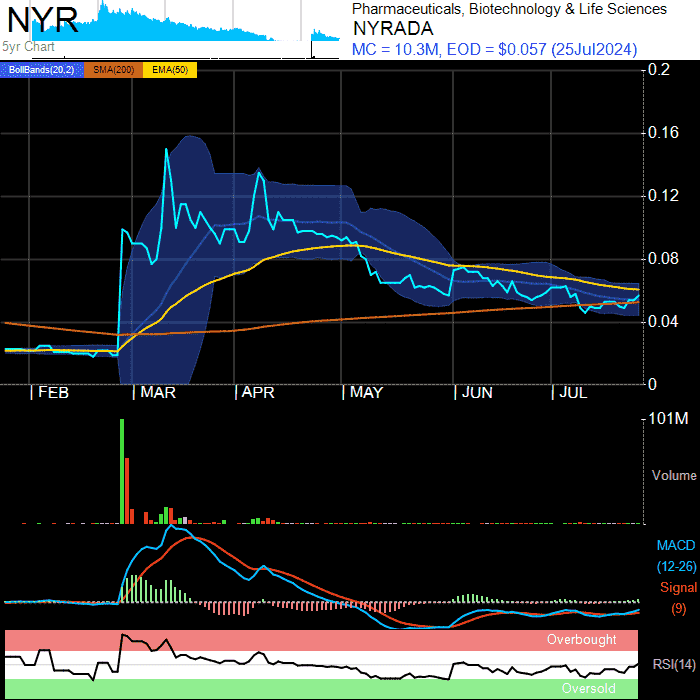 NYR
5yr Chart
Pharmaceuticals, Biotechnology & Life Sciences
NYRADA
MC = 10.3M, EOD = $0.057 (25Jul2024)
BollBands(20,2) SMA(200) EMA(50)
0.2
0.16
0.12
0.08
0.04
0
FEB MAR APR MAY JUN JUL
101M
Volume
MACD
(12-26)
Signal
(9)
Overbought
RSI(14)
Oversold